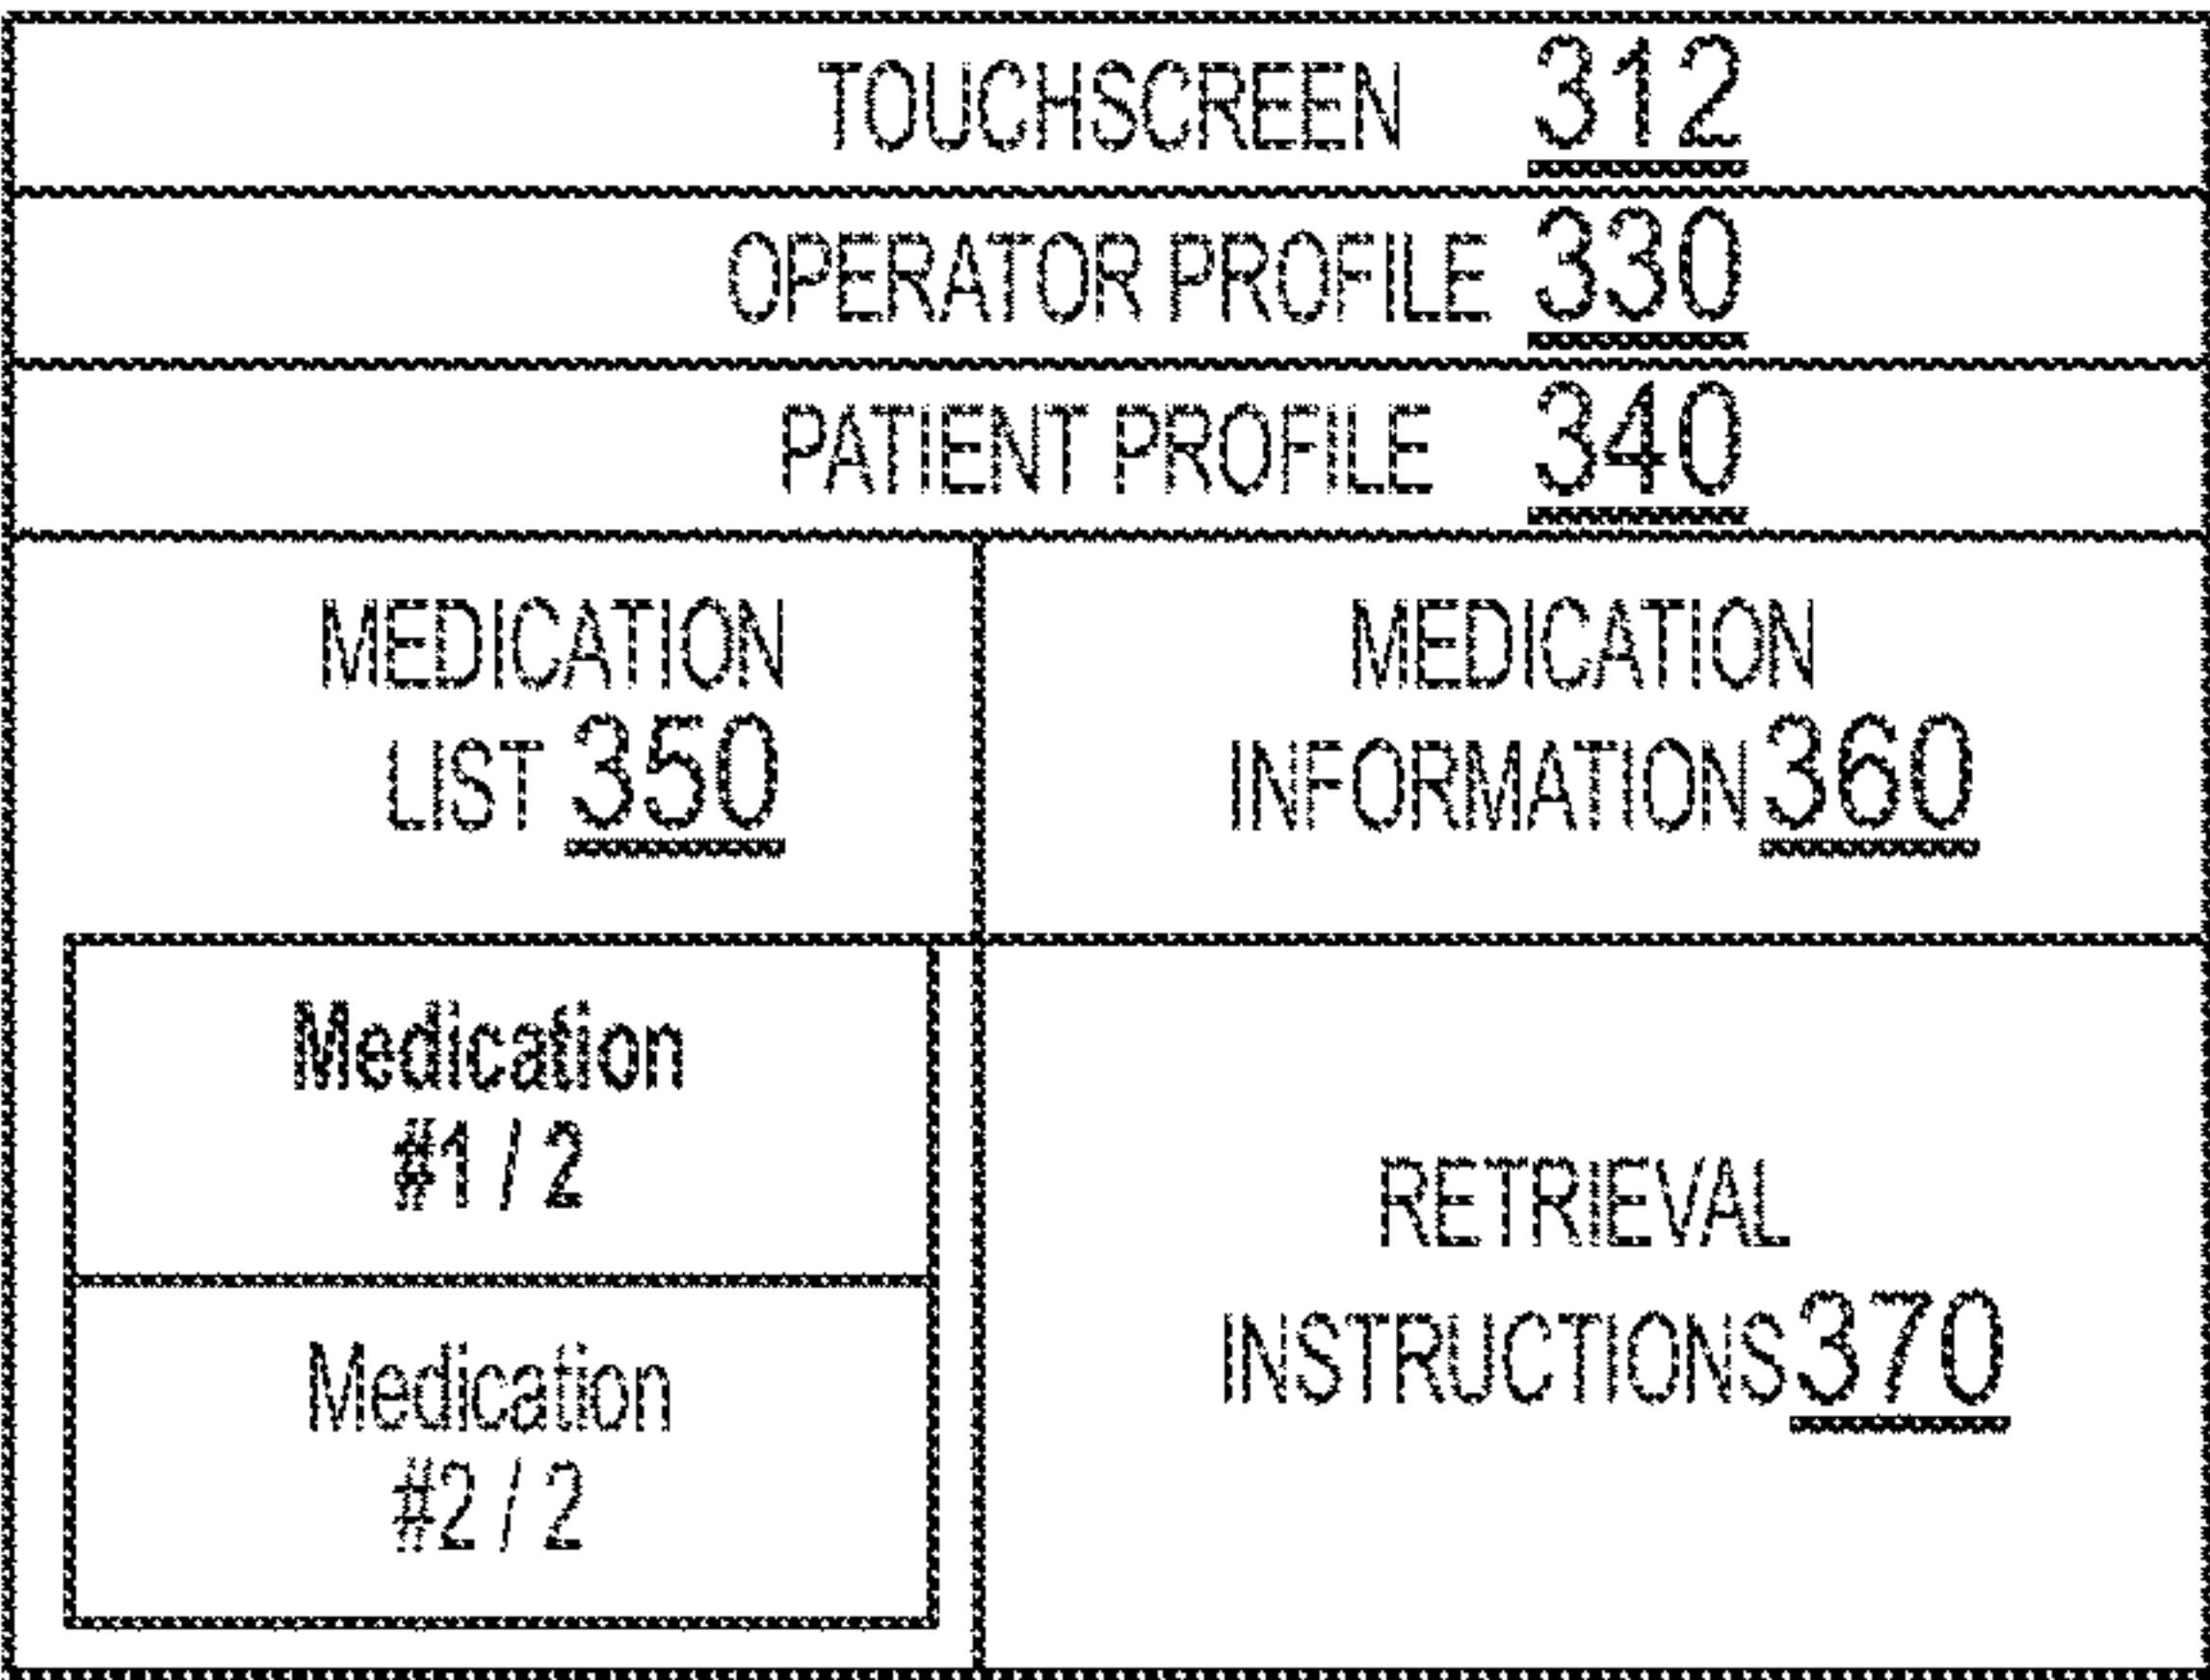 TOUCHSCREEN 312
OPERATOR PROFILE 330
PATIENT PROFILE 340
MEDICATION
LIST 350
Medication
#1 / 2
Medication
#2 / 2
MEDICATION
INFORMATION 360
RETRIEVAL
INSTRUCTIONS 370